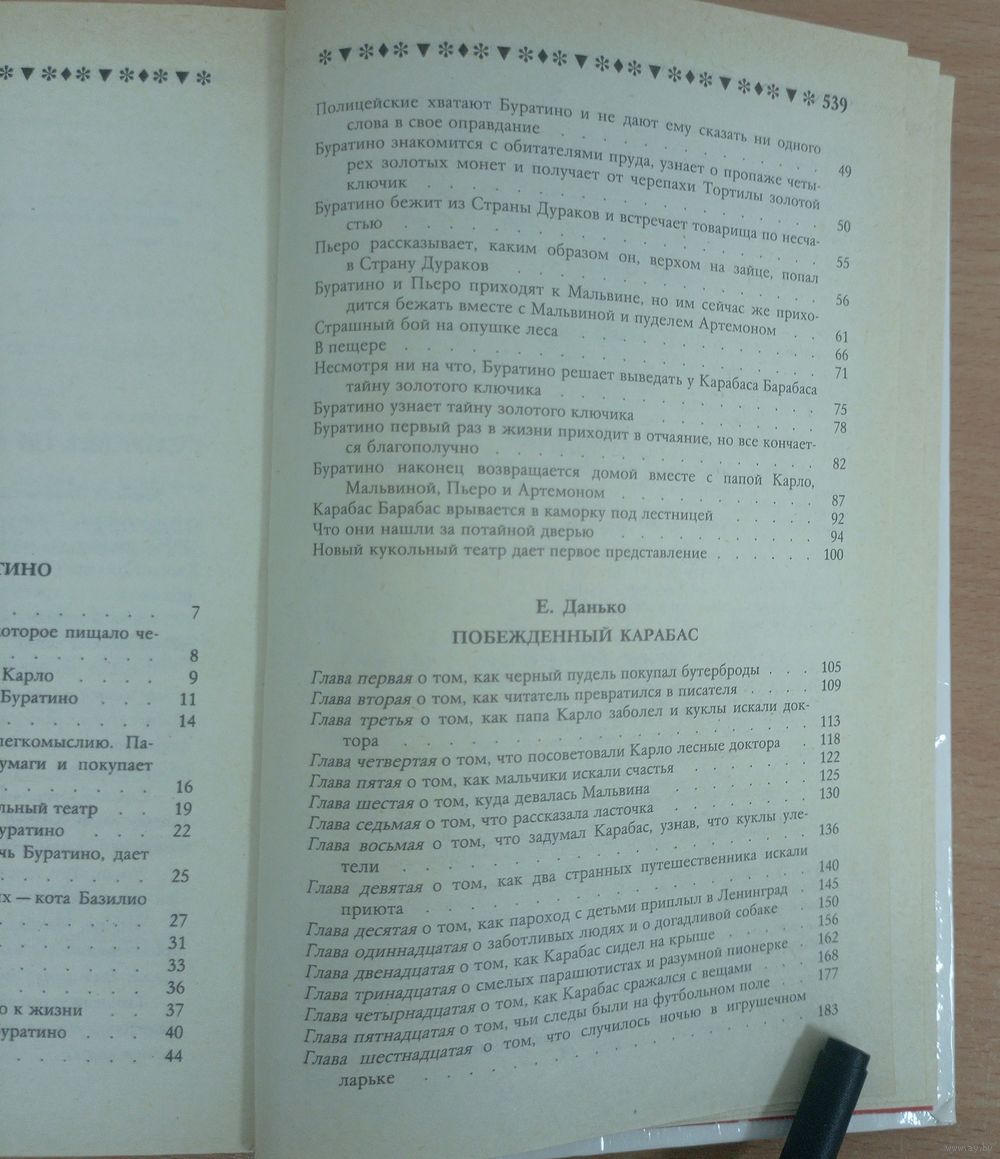 ТИНО
7
которое пищало че-
8
Карло 9
Буратино 11
14
легкомыслию. Па-
умаги и покупает
16
льный театр 19
уратино 22
чь Буратино, дает
25
х — кота Базилио
27
31
33
36
о к жизни 37
уратино 40
44
539
Полицейские хватают Буратино и не дают ему сказать ни одного
слова в свое оправдание 49
Буратино знакомится с обитателями пруда, узнает о пропаже четы-
рех золотых монет и получает от черепахи Тортилы золотой
ключик 50
Буратино бежит из Страны Дураков и встречает товарища по несча-
стью 55
Пьеро рассказывает, каким образом он, верхом на зайце, попал
в Страну Дураков 56
Буратино и Пьеро приходят к Мальвине, но им сейчас же прихо-
дится бежать вместе с Мальвиной и пуделем Артемоном 61
Страшный бой на опушке леса 66
В пещере 71
Несмотря ни на что, Буратино решает выведать у Карабаса Барабаса
тайну золотого ключика 75
Буратино узнает тайну золотого ключика 78
Буратино первый раз в жизни приходит в отчаяние, но все кончает-
ся благополучно 82
Буратино наконец возвращается домой вместе с папой Карло,
Мальвиной, Пьеро и Артемоном 87
Карабас Барабас врывается в каморку под лестницей 92
Что они нашли за потайной дверью 94
Новый кукольный театр дает первое представление 100
Е. Данько
ПОБЕЖДЕННЫЙ КАРАБАС
Глава первая о том, как черный пудель покупал бутерброды 105
Глава вторая о том, как читатель превратился в писателя 109
Глава третья о том, как папа Карло заболел и куклы искали док-
тора 113
Глава четвертая о том, что посоветовали Карло лесные доктора 118
Глава пятая о том, как мальчики искали счастья 122
Глава шестая о том, куда девалась Мальвина 125
Глава седьмая о том, что рассказала ласточка 130
Глава восьмая о том, что задумал Карабас, узнав, что куклы уле-
тели 136
Глава девятая о том, как два странных путешественника искали
приюта 140
Глава десятая о том, как пароход с детьми приплыл в Ленинград 145
Глава одиннадцатая о заботливых людях и о догадливой собаке 150
Глава двенадцатая о том, как Карабас сидел на крыше 156
Глава тринадцатая о смелых парашютистах и разумной пионерке 162
Глава четырнадцатая о том, как Карабас сражался с вещами 168
Глава пятнадцатая о том, чьи следы были на футбольном поле 177
Глава шестнадцатая о том, что случилось ночью в игрушечном
ларьке 183
www.ay.by